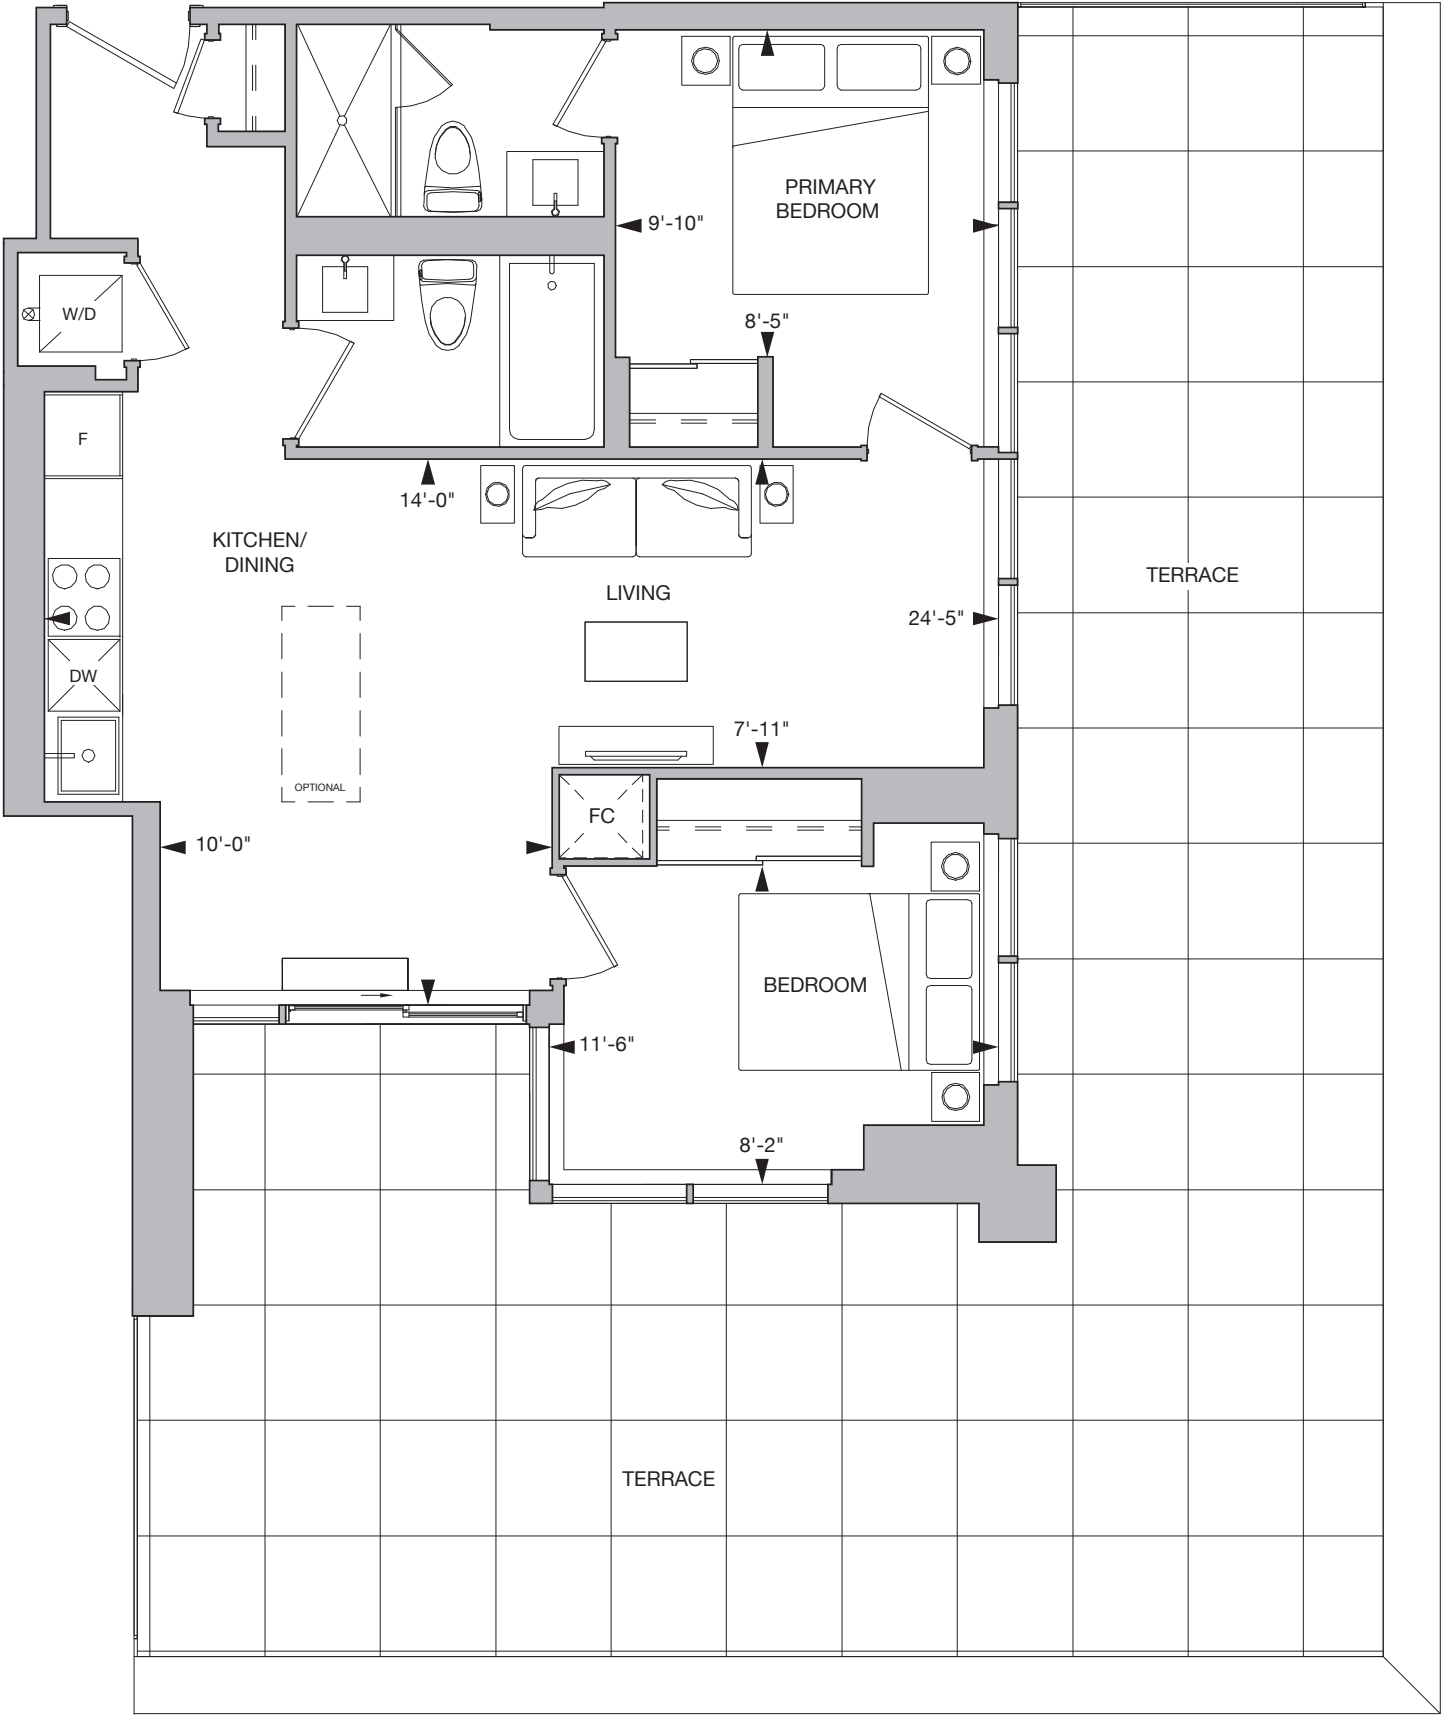 PRIMARY
BEDROOM
9'-10"
W/D
8'-5"
F
14'-0"
KITCHEN/
DINING
TERRACE
LIVING
24'-5"
DW
7'-11"
OPTIONAL
FC
10'-0"
BEDROOM
11'-6"
8'-2"
TERRACE